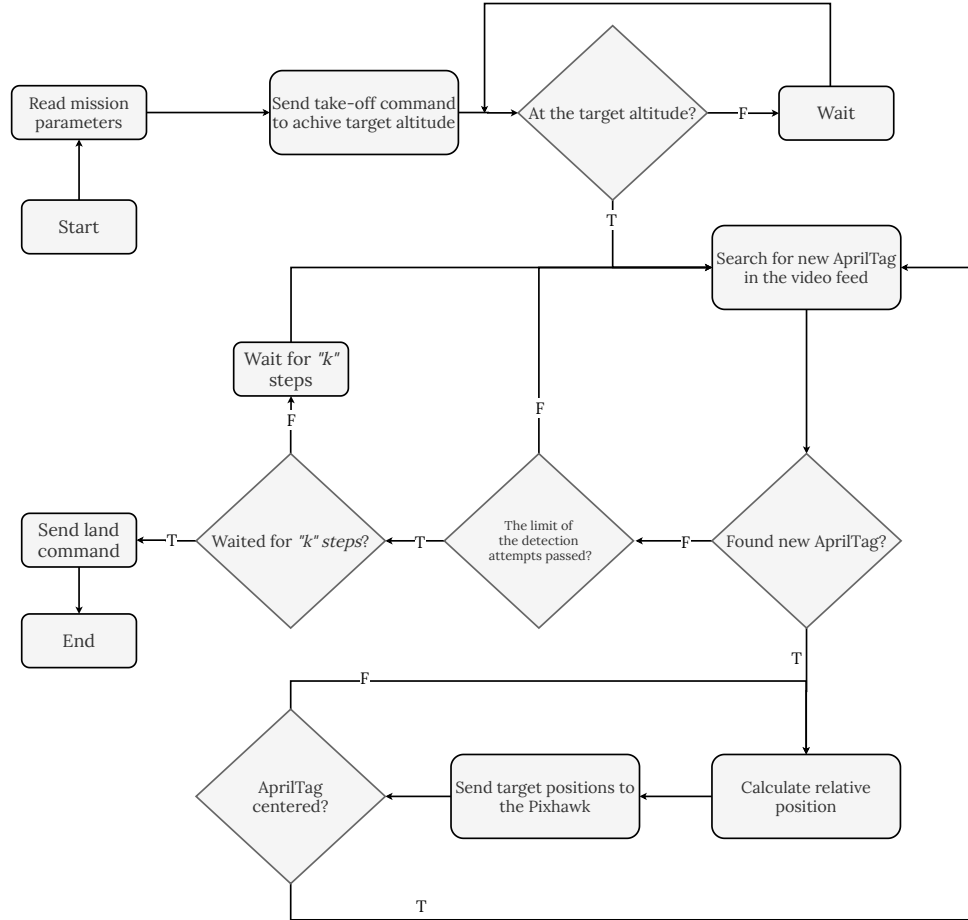 Read mission
parameters
Send take-off command
to achive target altitude
At the target altitude?
F
Wait
Start
T
Search for new AprilTag
in the video feed
Wait for "k"
steps
F
F
Send land
command
T
Waited for "k" steps?
T
The limit of
the detection
attempts passed?
F
Found new AprilTag?
End
T
F
AprilTag
centered?
Send target positions to
the Pixhawk
Calculate relative
position
T